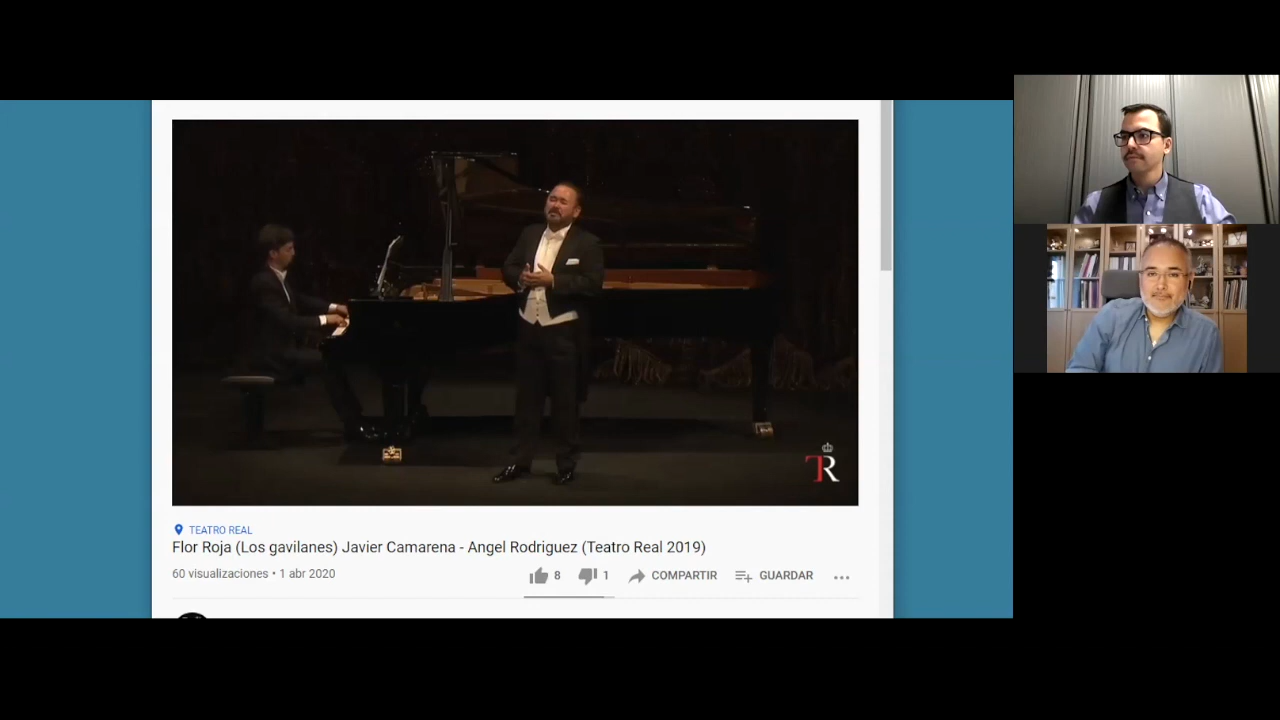 TR
TEATRO REAL
Flor Roja (Los gavilanes) Javier Camarena - Angel Rodriguez (Teatro Real 2019)
60 visualizaciones • 1 abr 2020
8
1
COMPARTIR
GUARDAR